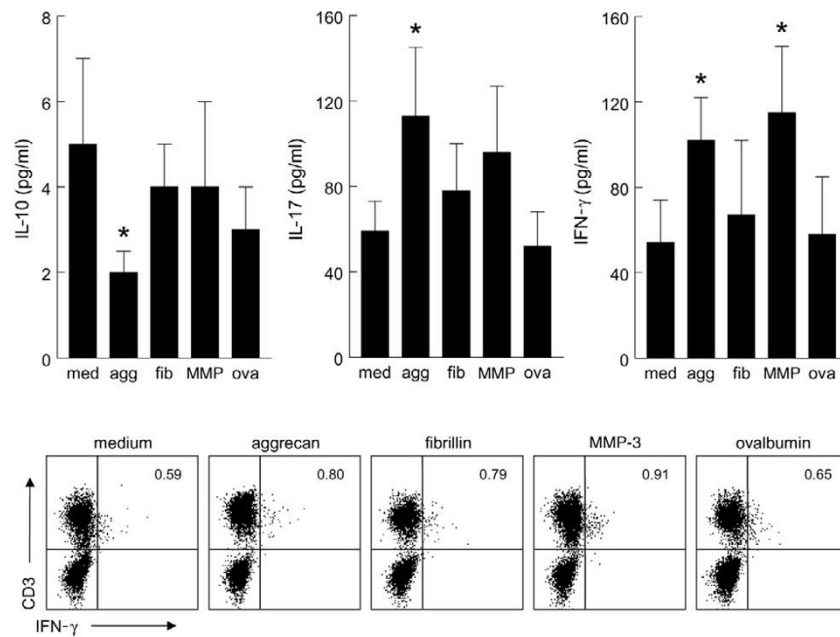 8
6
4
2
0
IL-10 (pg/ml)
*
med agg fib MMP ova
160
120
80
40
0
IL-17 (pg/ml)
*
med agg fib MMP ova
160
120
80
40
0
IFN-γ (pg/ml)
*
*
med agg fib MMP ova
medium aggrecan fibrillin MMP-3 ovalbumin
0.59 0.80 0.79 0.91 0.65
CD3
IFN-γ